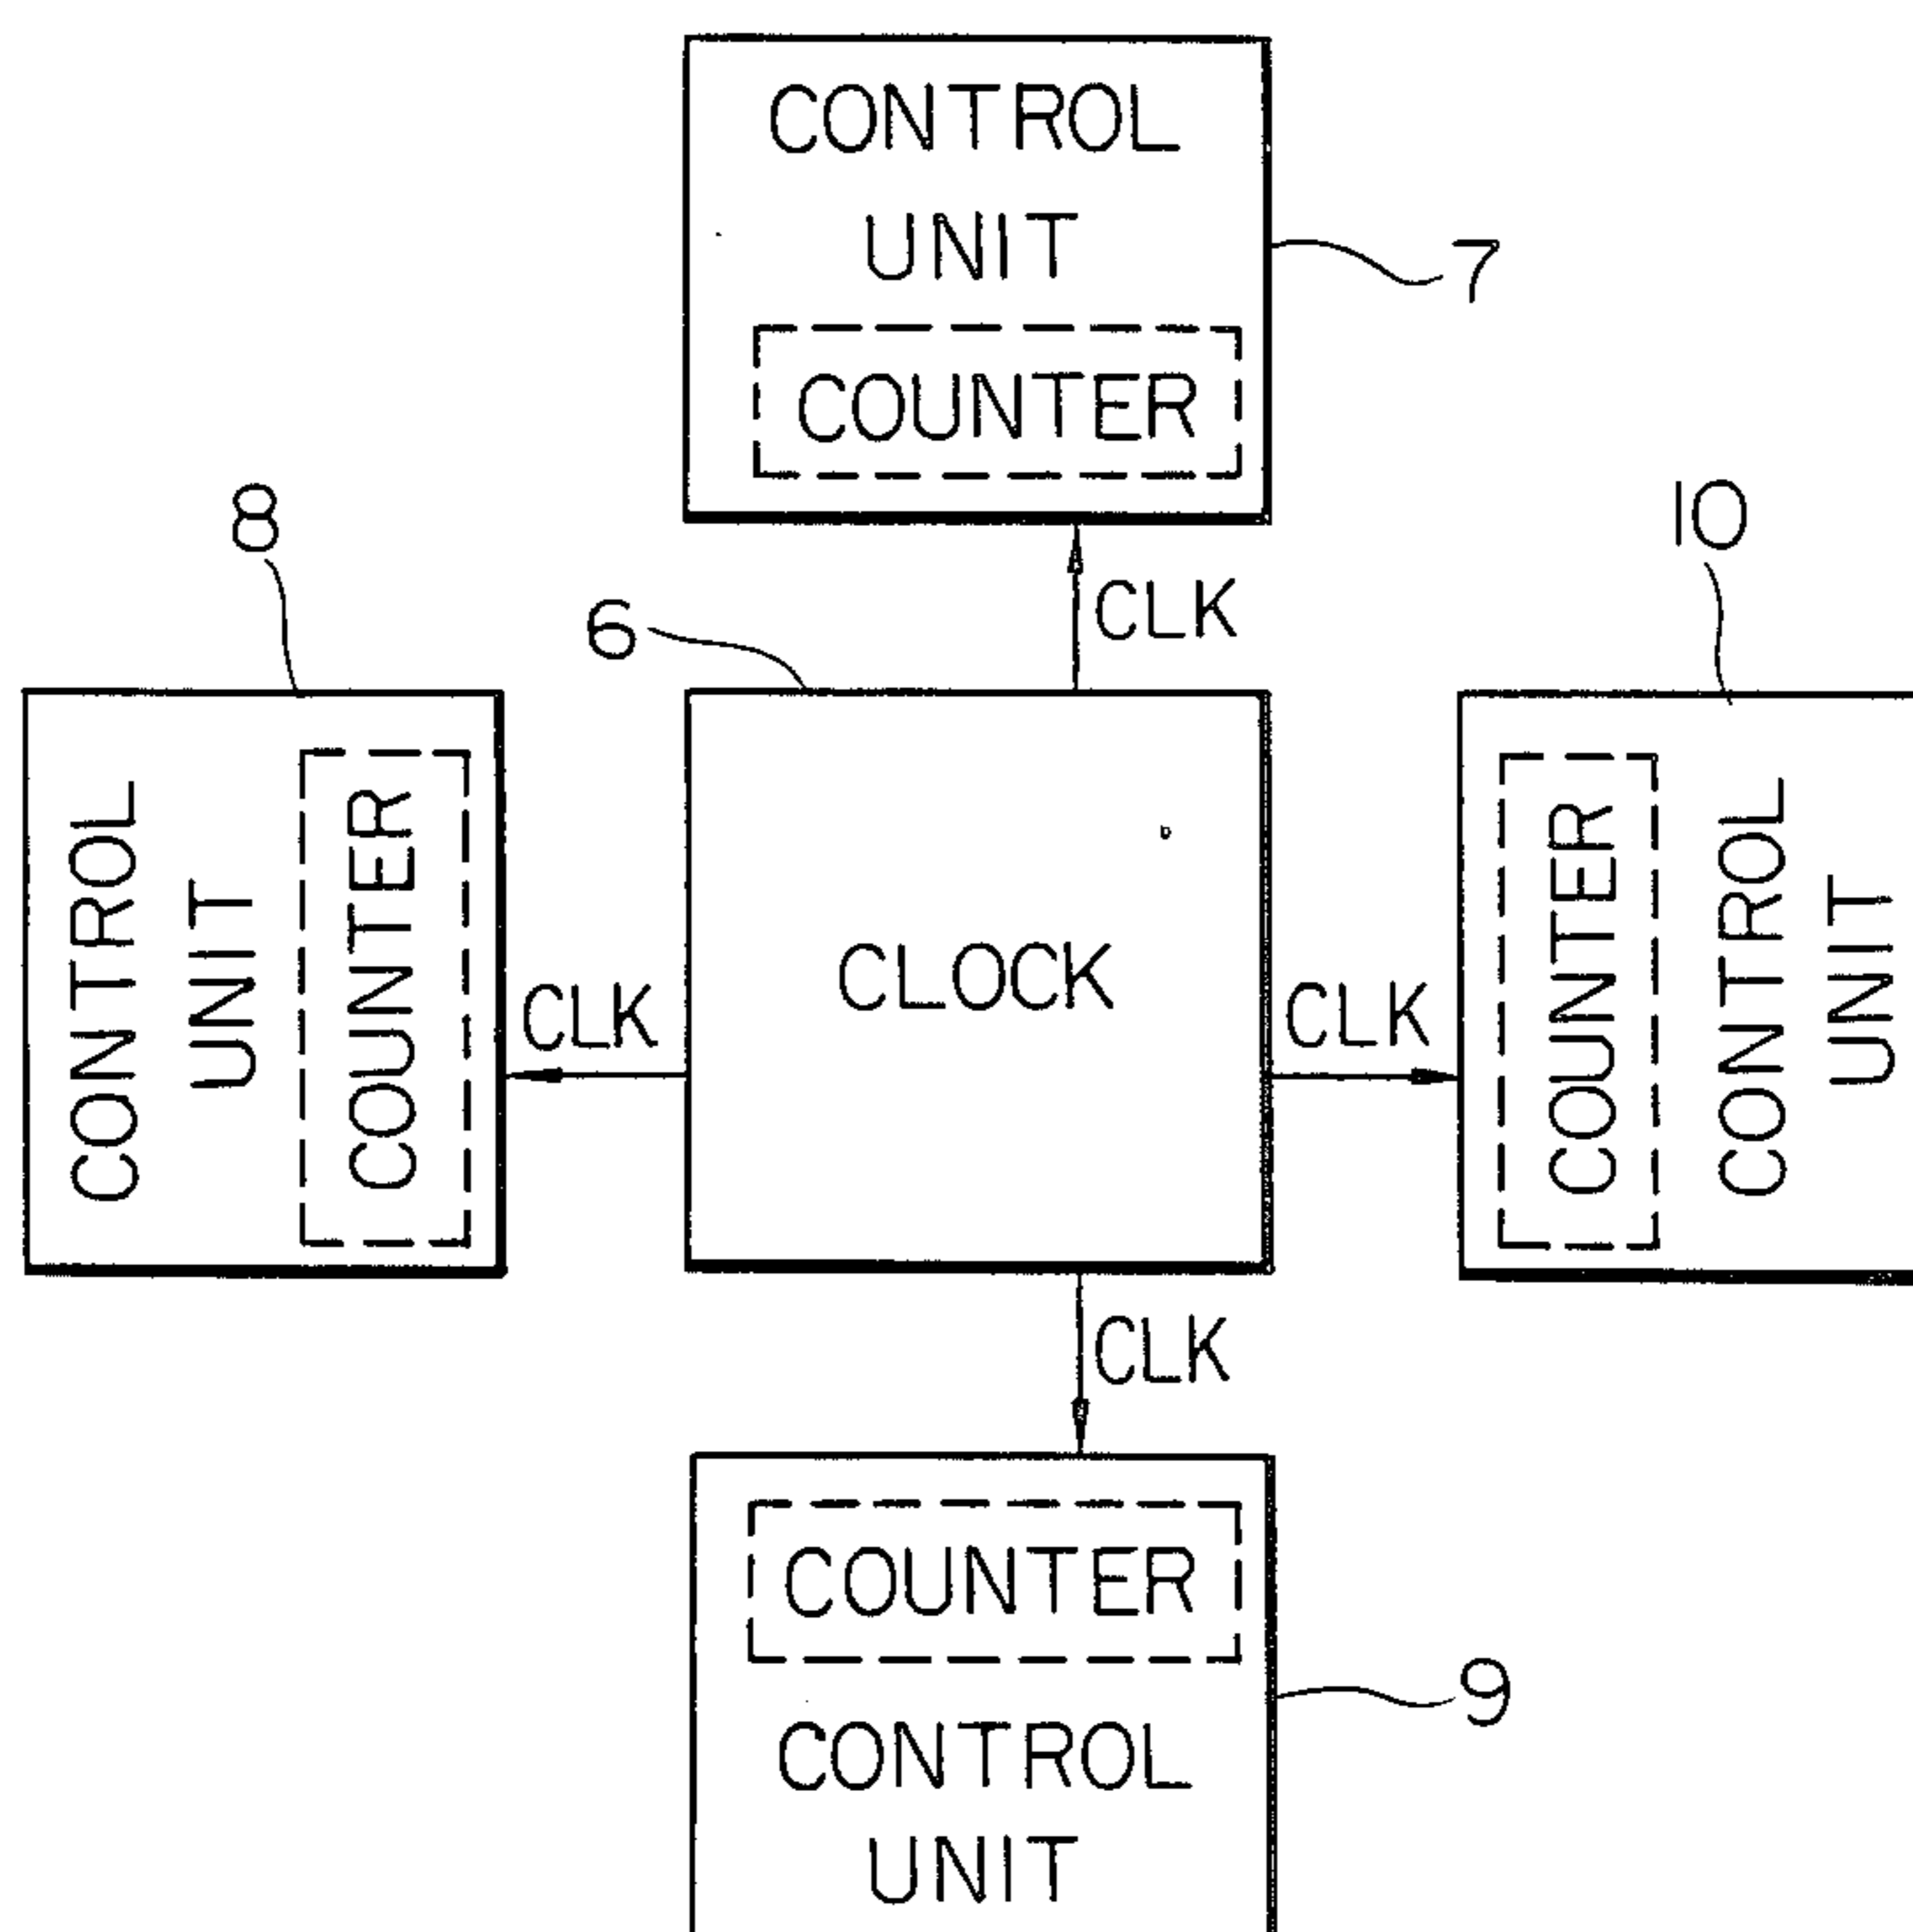 CONTROL
UNIT
COUNTER
7
8
10
6
CLK
CONTROL
UNIT
COUNTER
CLK
CLOCK
CLK
COUNTER
CONTROL
UNIT
CLK
COUNTER
9
CONTROL
UNIT